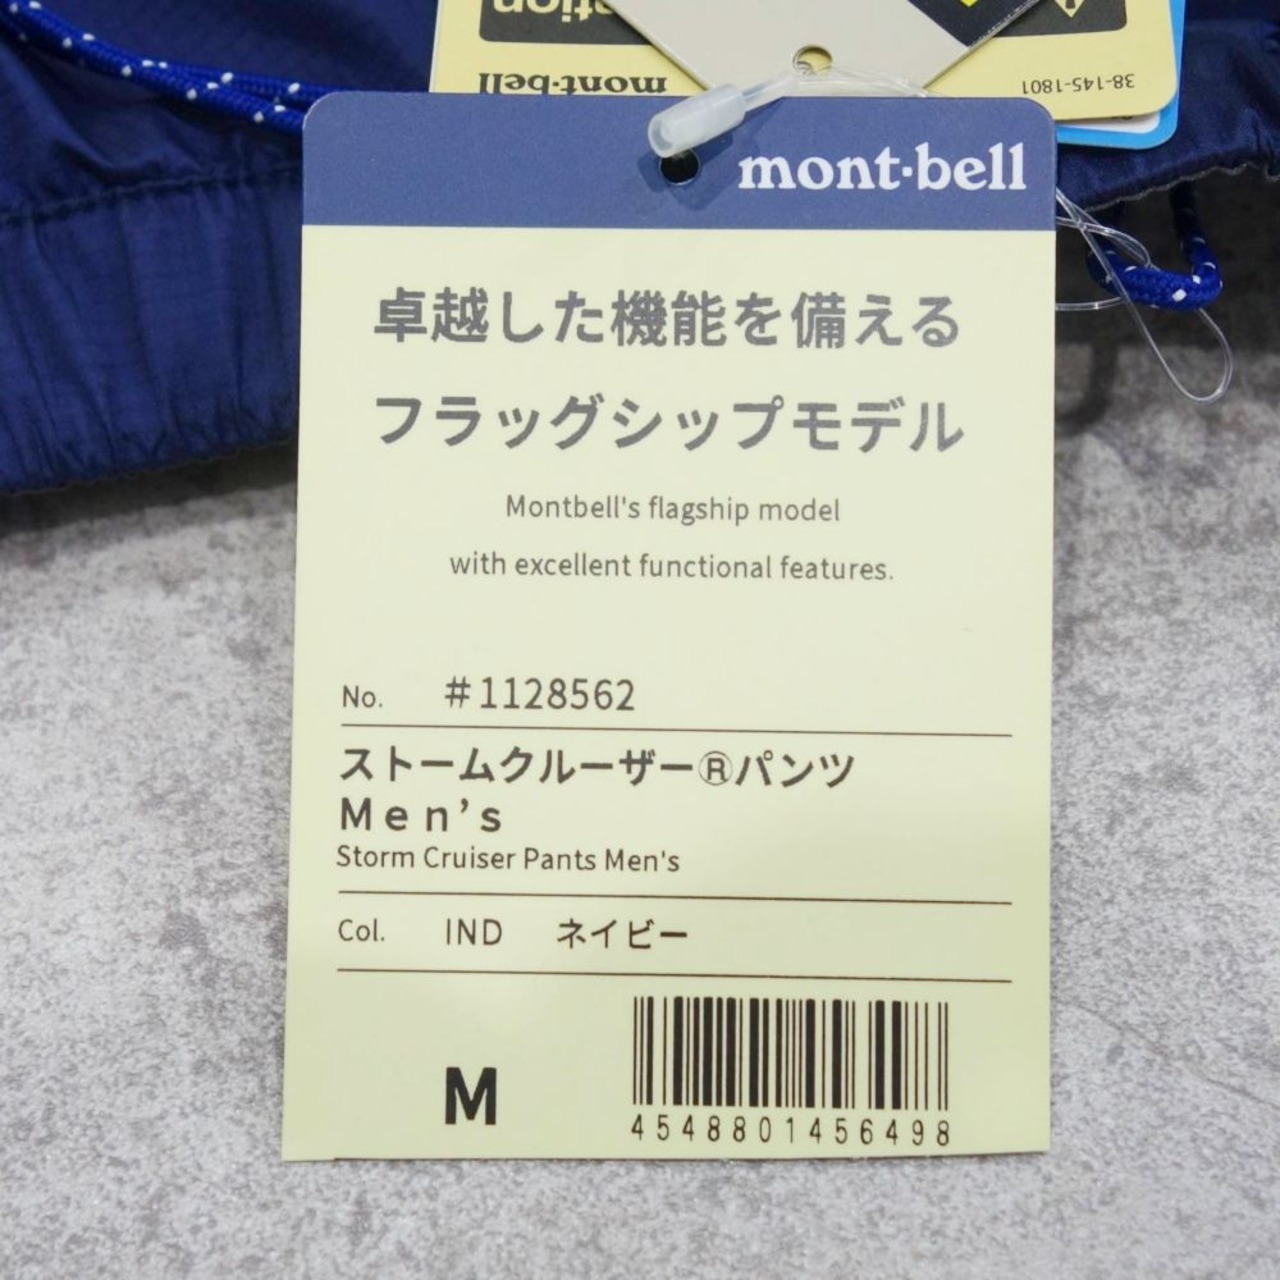 mont-bell
38-145-1801
mont·bell
卓越した機能を備える
フラッグシップモデル
Montbell's flagship model
with excellent functional features.
No. #1128562
ストームクルーザー®パンツ
Men's
Storm Cruiser Pants Men's
Col. IND ネイビー
M
4548801456498